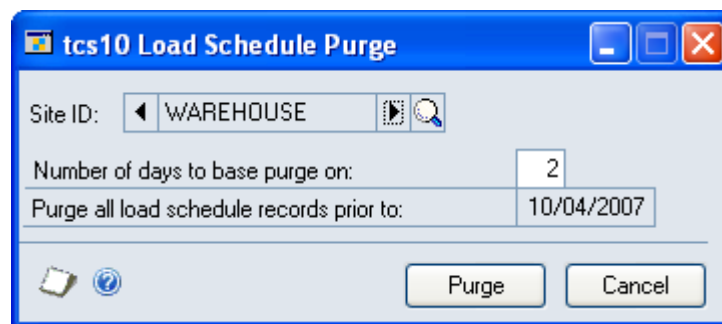 tcs10 Load Schedule Purge
Site ID: WAREHOUSE
Number of days to base purge on: 2
Purge all load schedule records prior to: 10/04/2007
Purge Cancel